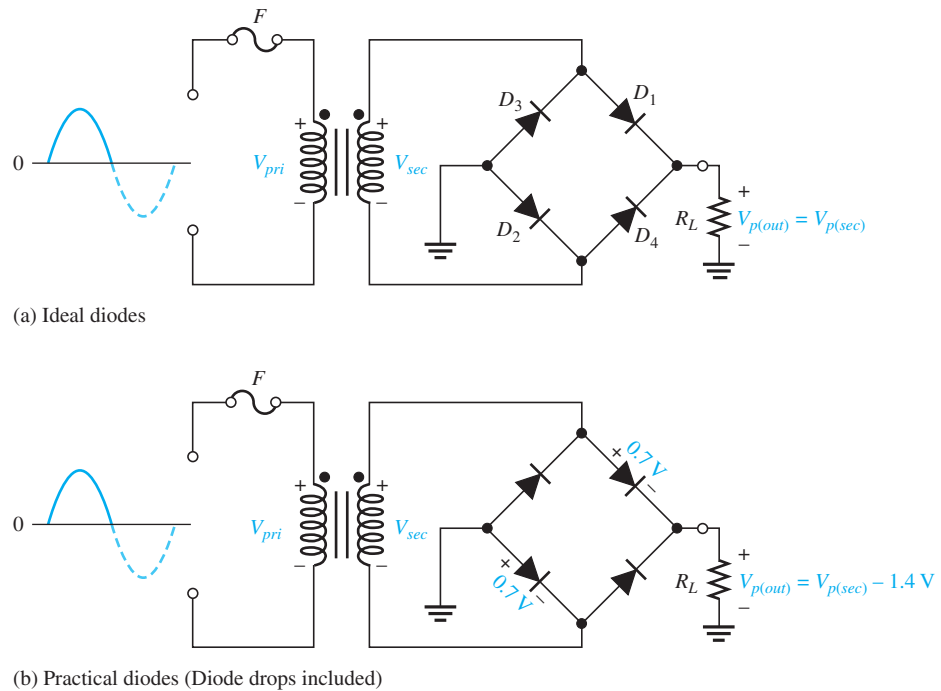 F
D3
D1
0
+
+
Vpri
Vsec
+
−
−
D2
D4
RL
Vp(out) = Vp(sec)
−
(a) Ideal diodes
F
+
0.7 V
−
0
+
+
Vpri
Vsec
+
−
−
+
0.7 V
−
RL
Vp(out) = Vp(sec) − 1.4 V
−
(b) Practical diodes (Diode drops included)